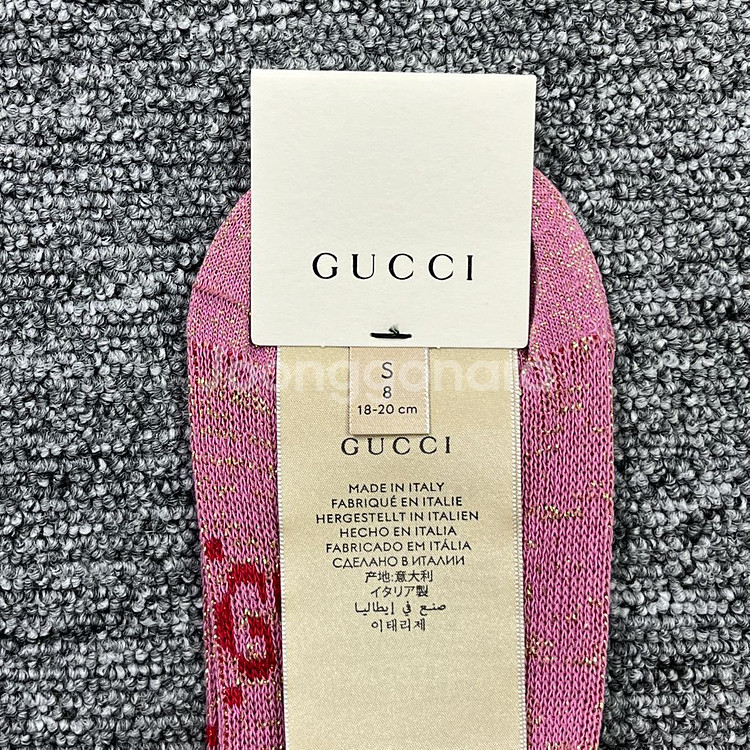 GUCCI
joonggonara
S
8
18-20 cm
GUCCI
MADE IN ITALY
FABRIQUÉ EN ITALIE
HERGESTELLT IN ITALIEN
HECHO EN ITALIA
FABRICADO EM ITÁLIA
СДЕЛАНО В ИТАЛИИ
产地:意大利
イタリア製
صنع في إيطاليا
이태리제
G